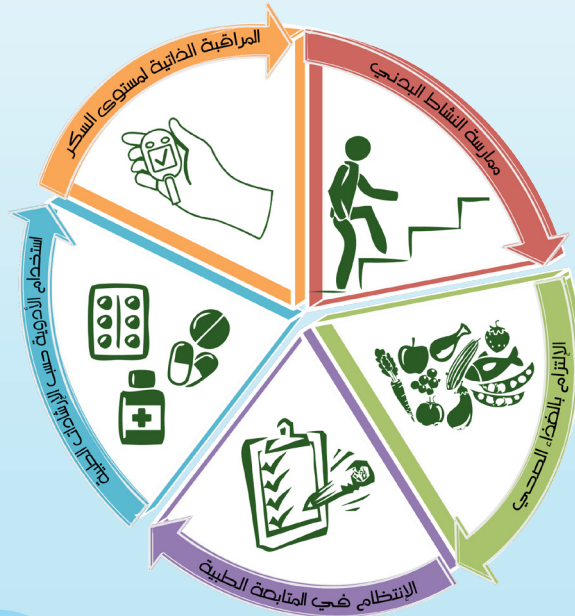 ممارسة النشاط البدني
الإلتزام بالغذاء الصحي
الإنتظام في المتابعة الطبية
استخدام الأدوية حسب الإرشادات الطبية
المراقبة الذاتية لمستوى السكر